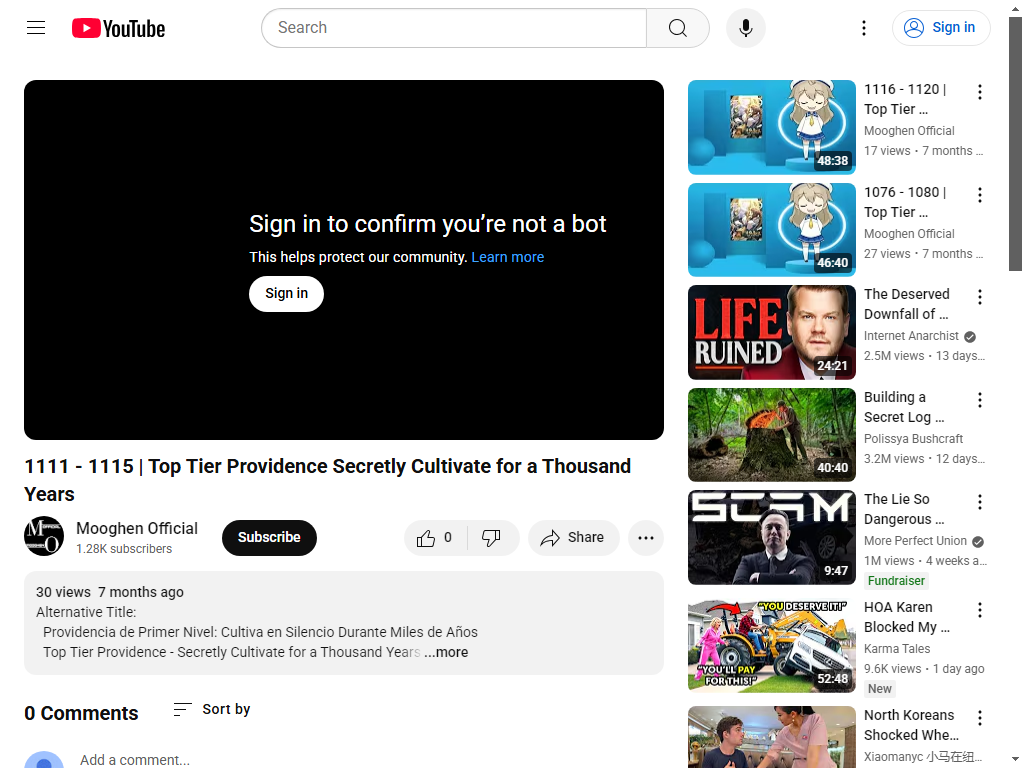 YouTube
Search
Sign in
Sign in to confirm you’re not a bot
This helps protect our community. Learn more
Sign in
1111 - 1115 | Top Tier Providence Secretly Cultivate for a Thousand
Years
Mooghen Official
1.28K subscribers
Subscribe
0
Share
30 views 7 months ago
Alternative Title:
Providencia de Primer Nivel: Cultiva en Silencio Durante Miles de Años
Top Tier Providence - Secretly Cultivate for a Thousand Years ...more
0 Comments
Sort by
Add a comment...
48:38
1116 - 1120 |
Top Tier ...
Mooghen Official
17 views • 7 months ...
46:40
1076 - 1080 |
Top Tier ...
Mooghen Official
27 views • 7 months ...
LIFE
RUINED
24:21
The Deserved
Downfall of ...
Internet Anarchist
2.5M views • 13 days...
40:40
Building a
Secret Log ...
Polissya Bushcraft
3.2M views • 12 days...
SCAM
9:47
The Lie So
Dangerous ...
More Perfect Union
1M views • 4 weeks a...
Fundraiser
"YOU DESERVE IT!"
"YOU'LL PAY
FOR THIS!"
52:48
HOA Karen
Blocked My ...
Karma Tales
9.6K views • 1 day ago
New
North Koreans
Shocked Whe...
Xiaomanyc 小马在纽...